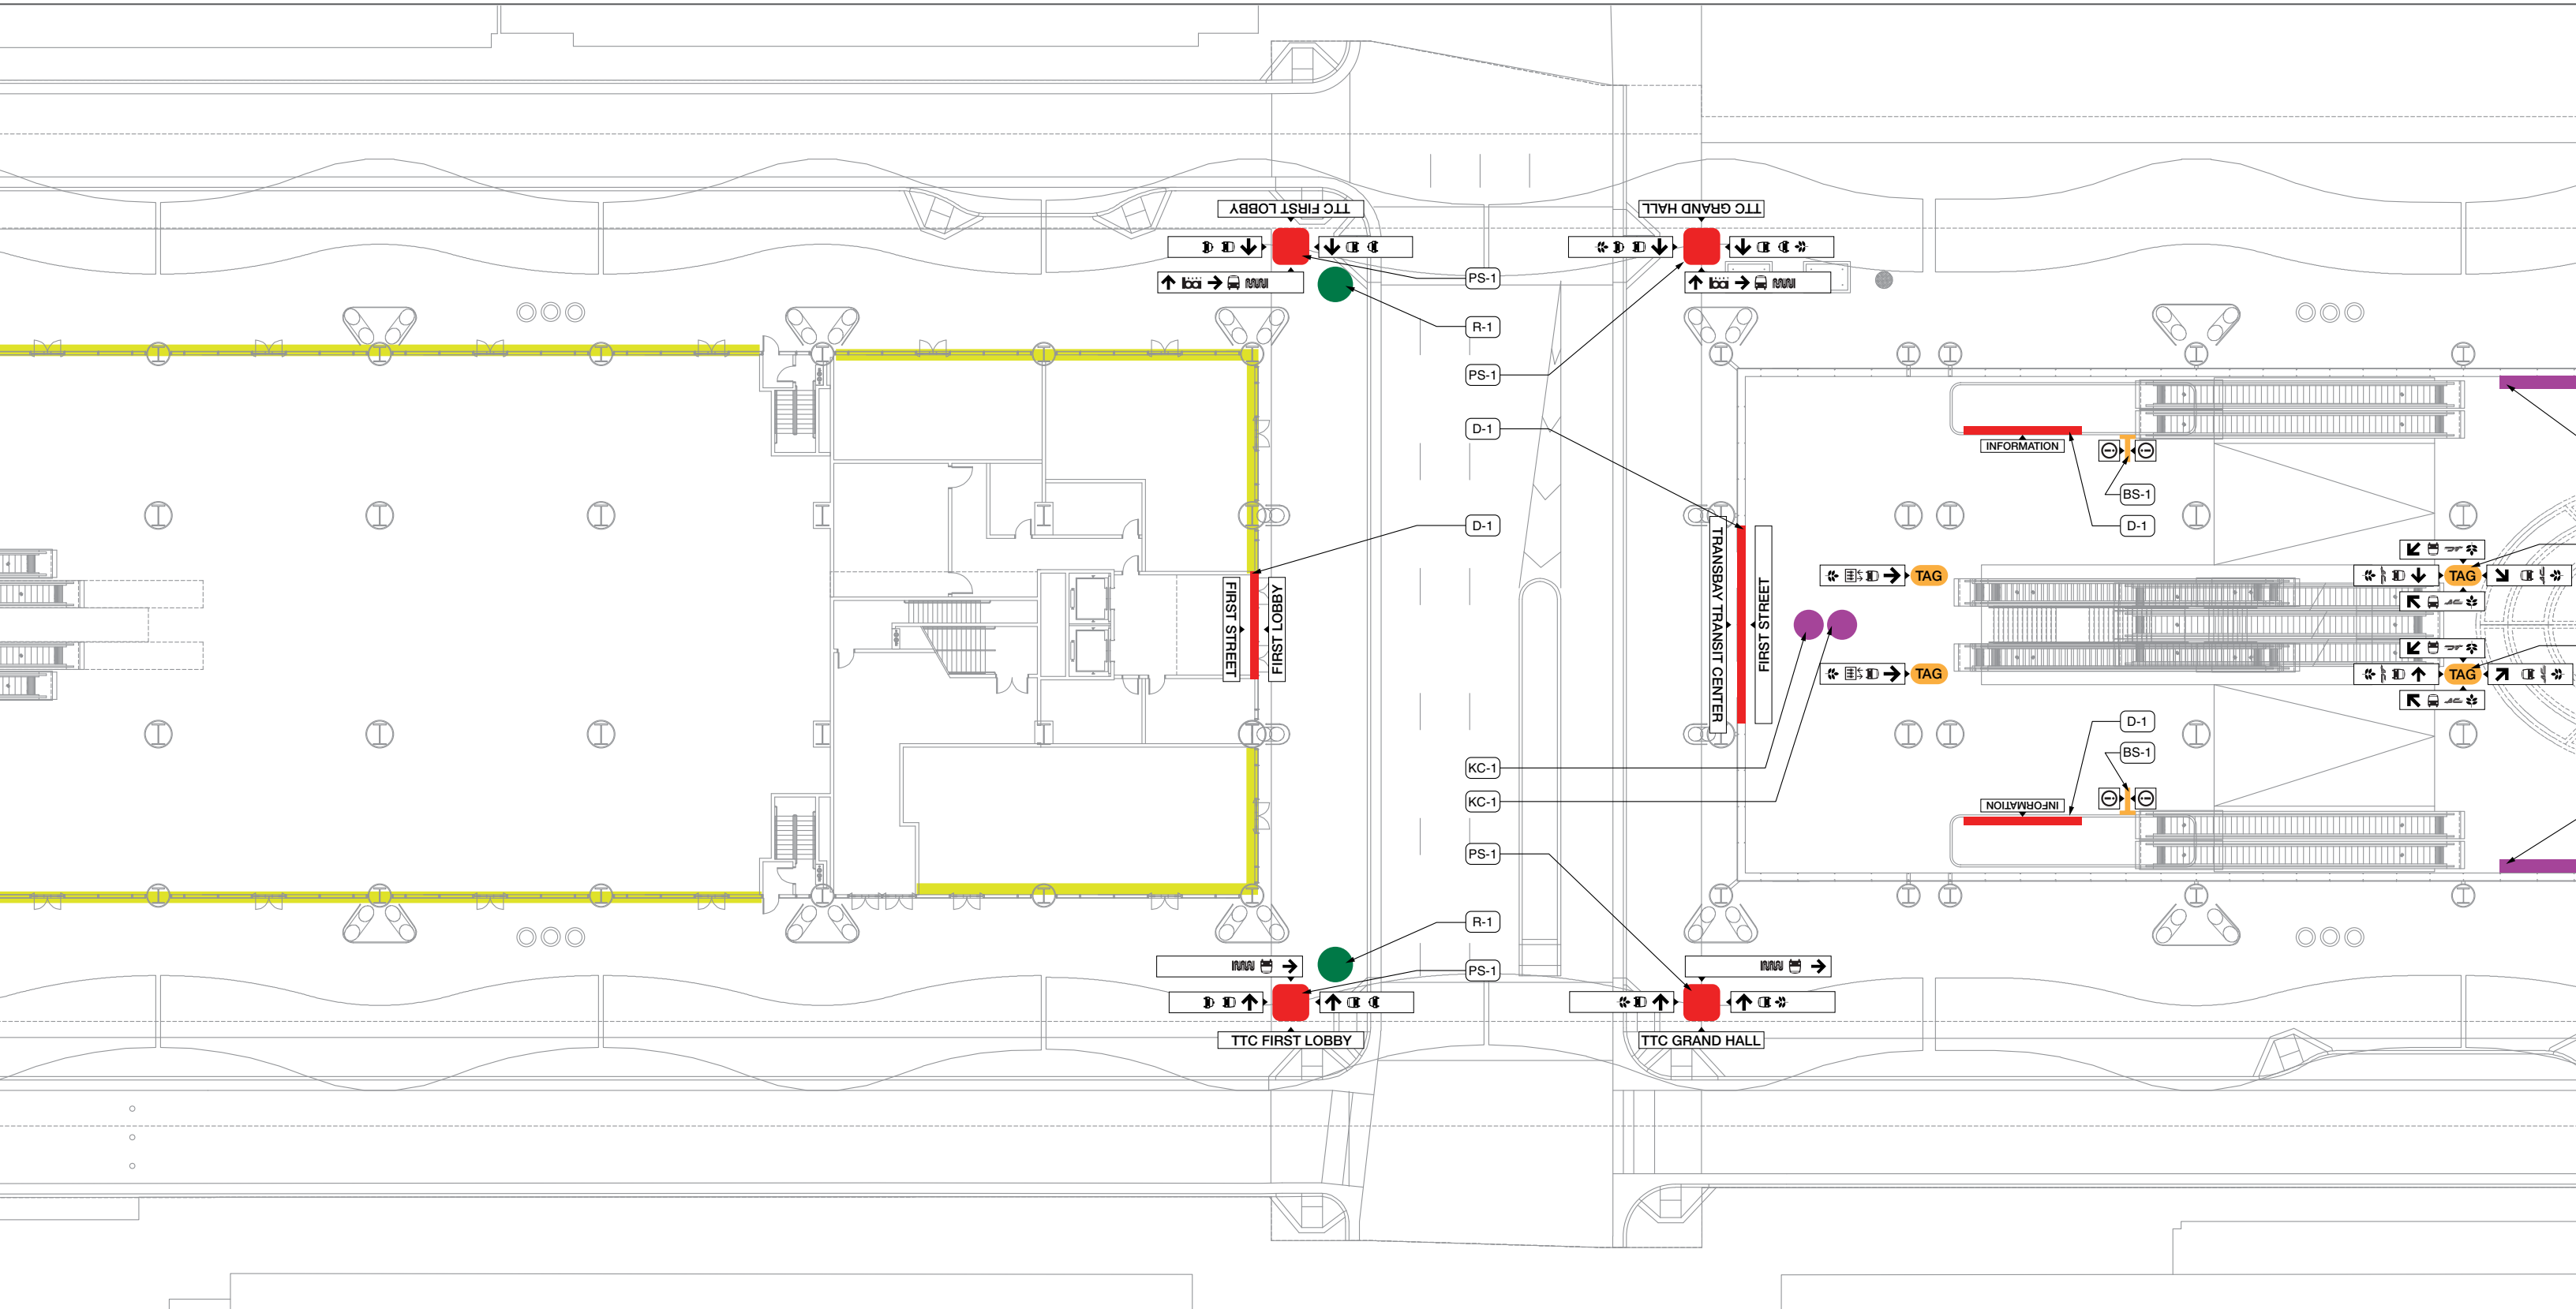 TTC FIRST LOBBY
TTC GRAND HALL
PS-1
R-1
PS-1
D-1
INFORMATION
BS-1
D-1
D-1
TAG
TAG
TAG
TAG
FIRST STREET
FIRST LOBBY
TRANSBAY TRANSIT CENTER
FIRST STREET
D-1
BS-1
KC-1
KC-1
INFORMATION
PS-1
R-1
PS-1
TTC FIRST LOBBY
TTC GRAND HALL